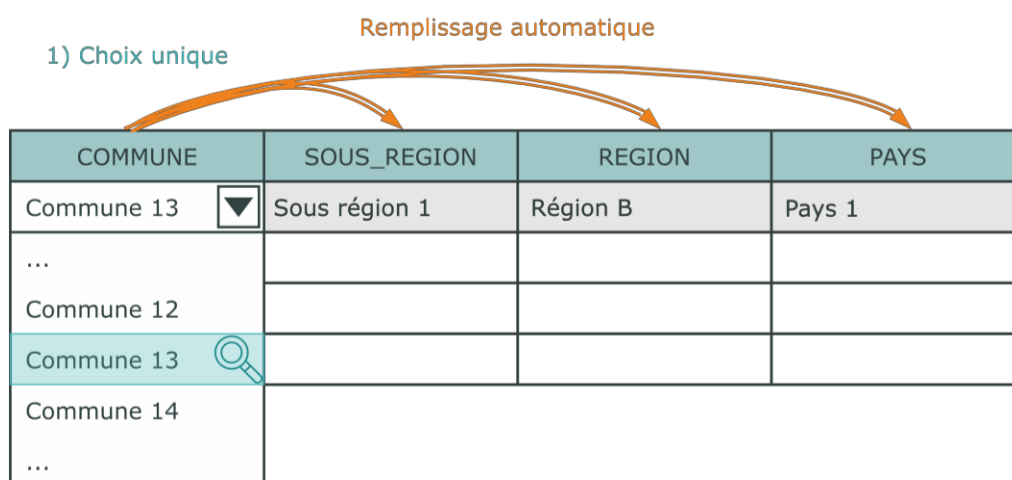 Remplissage automatique
1) Choix unique
COMMUNE SOUS_REGION REGION PAYS
Commune 13 Sous région 1 Région B Pays 1
...
Commune 12
Commune 13
Commune 14
...